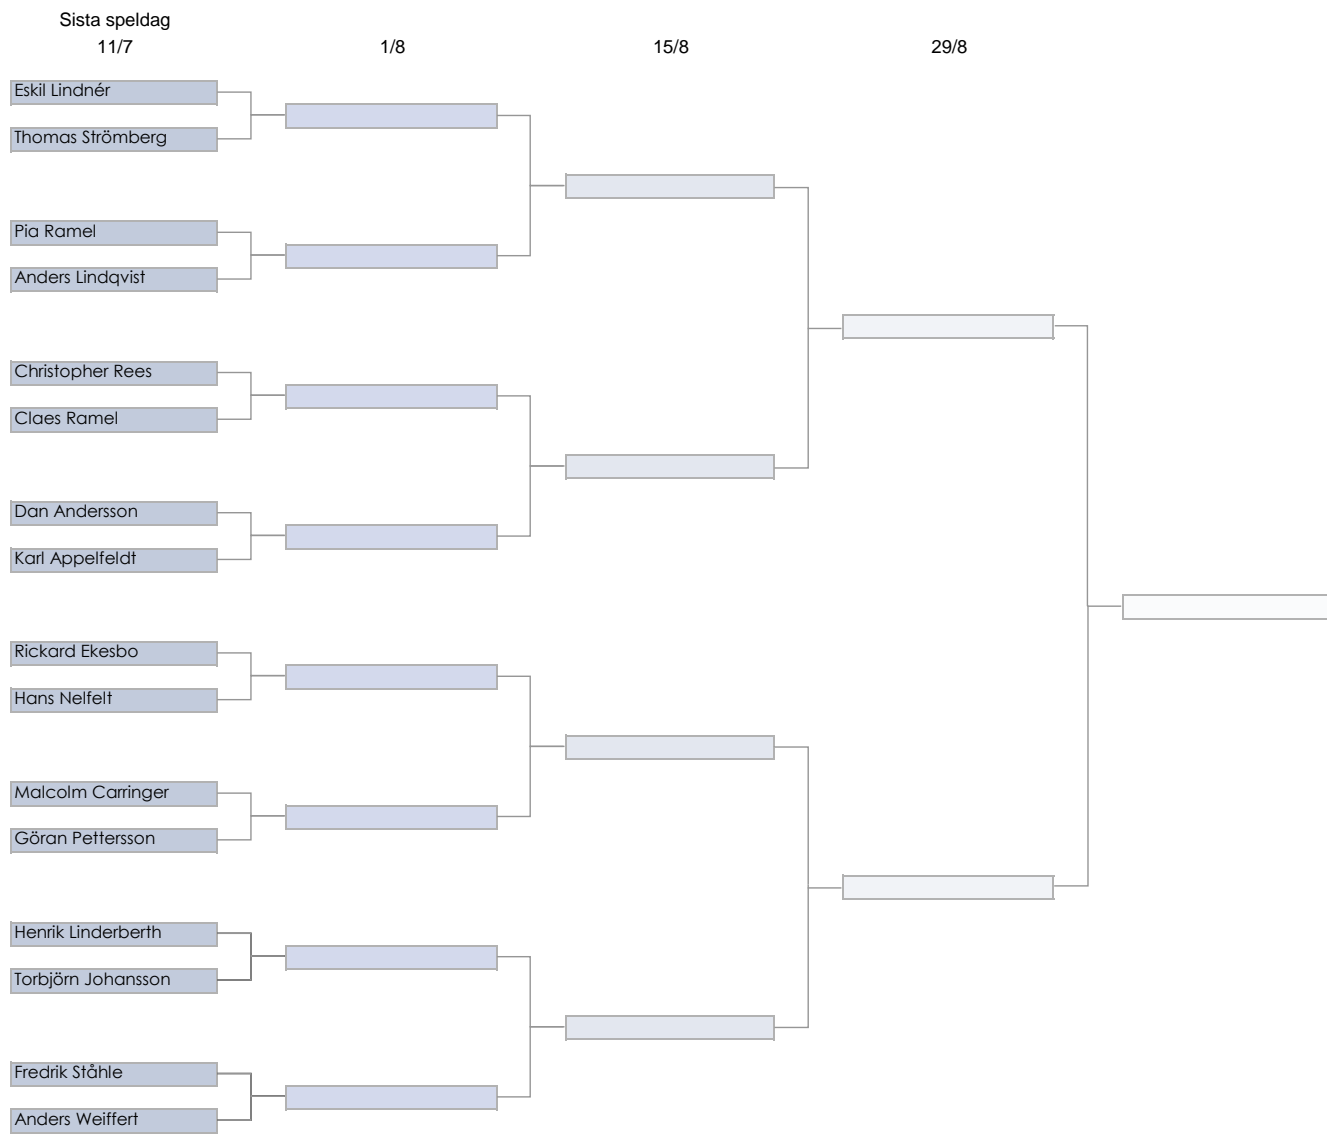 Sista speldag
11/7 1/8 15/8 29/8
Eskil Lindnér
Thomas Strömberg
Pia Ramel
Anders Lindqvist
Christopher Rees
Claes Ramel
Dan Andersson
Karl Appelfeldt
Rickard Ekesbo
Hans Nelfelt
Malcolm Carringer
Göran Pettersson
Henrik Linderberth
Torbjörn Johansson
Fredrik Ståhle
Anders Weiffert